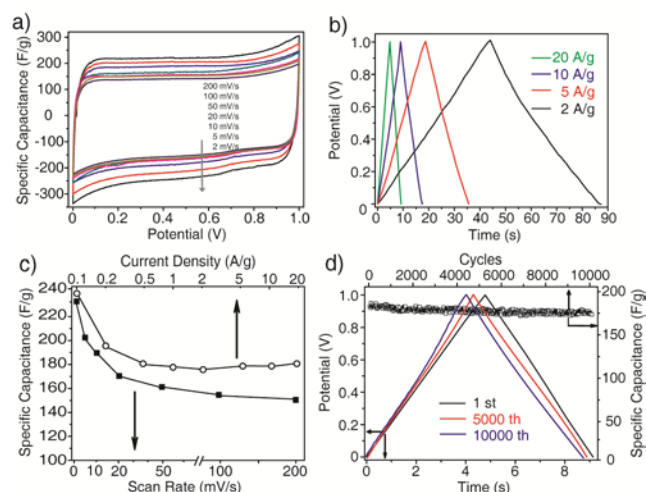 a)
Specific Capacitance (F/g)
300
200
100
0
-100
-200
-300
200 mV/s
100 mV/s
50 mV/s
20 mV/s
10 mV/s
5 mV/s
2 mV/s
0.0 0.2 0.4 0.6 0.8 1.0
Potential (V)
b)
Potential (V)
1.0
0.8
0.6
0.4
0.2
0.0
20 A/g
10 A/g
5 A/g
2 A/g
0 10 20 30 40 50 60 70 80 90
Time (s)
c)
Current Density (A/g)
0.1 0.2 0.5 1 2 5 10 20
Specific Capacitance (F/g)
240
220
200
180
160
140
120
100
0 10 20 50 100 200
Scan Rate (mV/s)
d)
Cycles
0 2000 4000 6000 8000 10000
Potential (V)
1.0
0.8
0.6
0.4
0.2
0.0
1 st
5000 th
10000 th
200
150
100
50
0
Specific Capacitance (F/g)
0 2 4 6 8
Time (s)